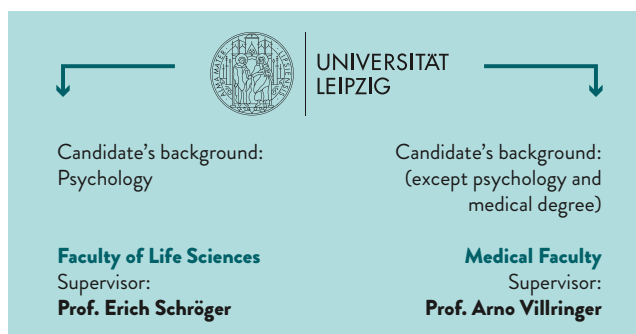 UNIVERSITÄT
LEIPZIG
Candidate's background:
Psychology
Candidate's background:
(except psychology and
medical degree)
Faculty of Life Sciences
Supervisor:
Prof. Erich Schröger
Medical Faculty
Supervisor:
Prof. Arno Villringer